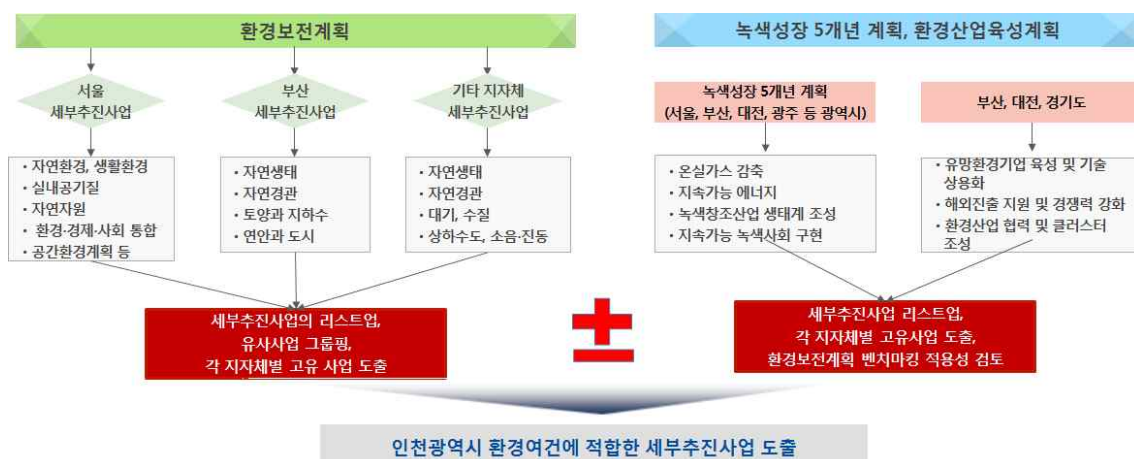 환경보전계획
서울
세부추진사업
부산
세부추진사업
기타 지자체
세부추진사업
• 자연환경, 생활환경
• 실내공기질
• 자연자원
환경·경제·사회 통합
• 공간환경계획 등
• 자연생태
• 자연경관
• 토양과 지하수
• 연안과 도시
• 자연생태
• 자연경관
• 대기, 수질
• 상하수도, 소음·진동
세부추진사업의 리스트업,
유사사업 그룹핑,
각 지자체별 고유 사업 도출
±
녹색성장 5개년 계획, 환경산업육성계획
녹색성장 5개년 계획
(서울, 부산, 대전, 광주 등 광역시)
부산, 대전, 경기도
• 온실가스 감축
• 지속가능 에너지
• 녹색창조산업 생태계 조성
• 지속가능 녹색사회 구현
• 유망환경기업 육성 및 기술
상용화
• 해외진출 지원 및 경쟁력 강화
• 환경산업 협력 및 클러스터
조성
세부추진사업 리스트업,
각 지자체별 고유사업 도출,
환경보전계획 벤치마킹 적용성 검토
인천광역시 환경여건에 적합한 세부추진사업 도출